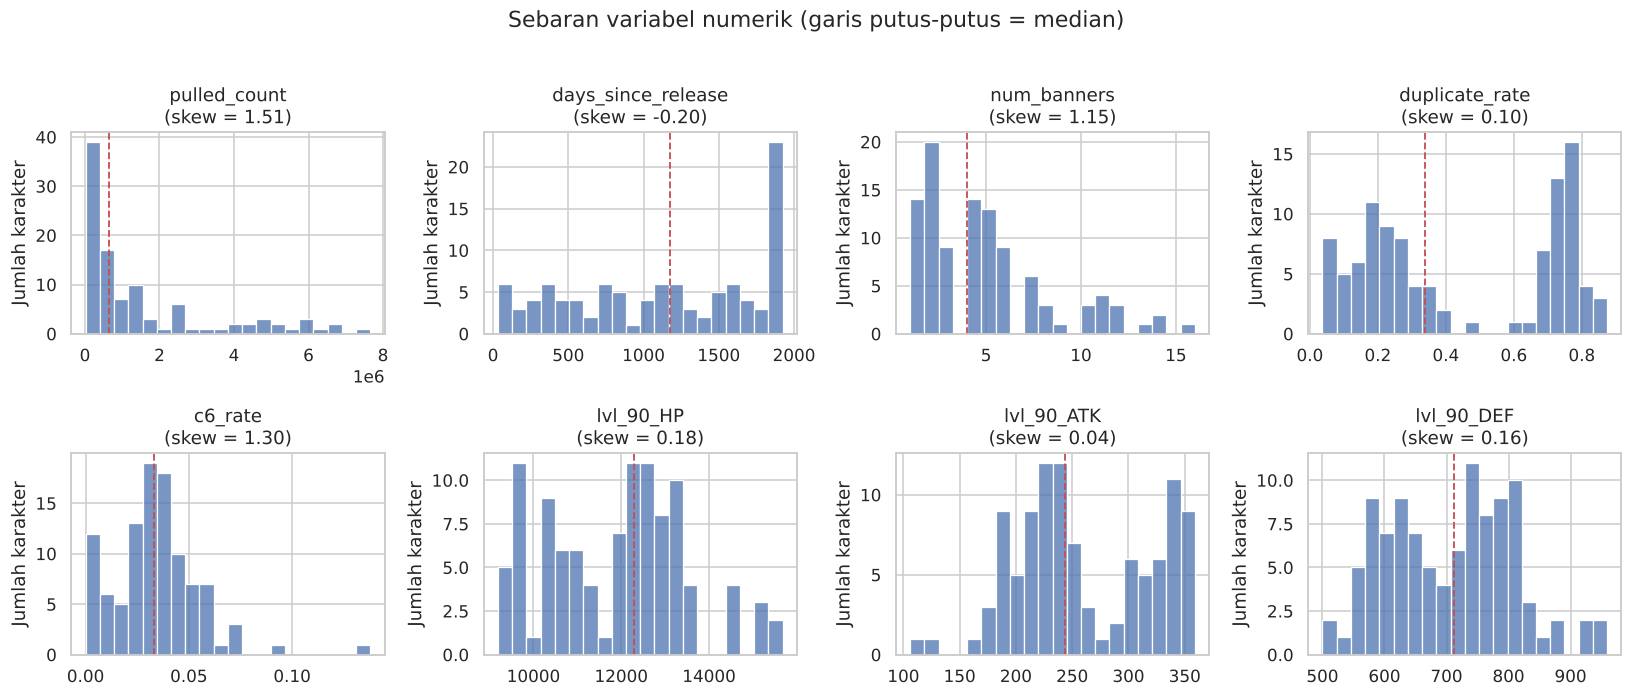 Sebaran variabel numerik (garis putus-putus = median)
pulled_count
(skew = 1.51)
days_since_release
(skew = -0.20)
num_banners
(skew = 1.15)
duplicate_rate
(skew = 0.10)
Jumlah karakter
40
30
20
10
0
0
2
4
6
8
1e6
Jumlah karakter
20
15
10
5
0
0
500
1000
1500
2000
Jumlah karakter
20
15
10
5
0
5
10
15
Jumlah karakter
15
10
5
0
0.0
0.2
0.4
0.6
0.8
c6_rate
(skew = 1.30)
lvl_90_HP
(skew = 0.18)
lvl_90_ATK
(skew = 0.04)
lvl_90_DEF
(skew = 0.16)
Jumlah karakter
15
10
5
0
0.00
0.05
0.10
Jumlah karakter
10.0
7.5
5.0
2.5
0.0
10000
12000
14000
Jumlah karakter
10
5
0
100
150
200
250
300
350
Jumlah karakter
10.0
7.5
5.0
2.5
0.0
500
600
700
800
900